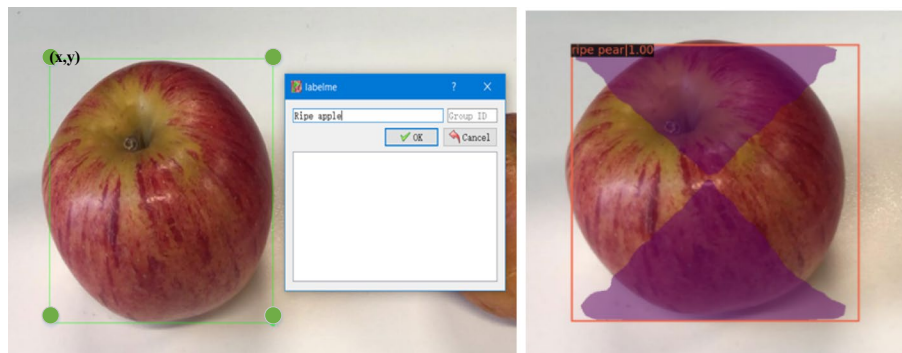 (x,y)
labelme
Ripe apple
Group ID
OK
Cancel
ripe pear|1.00